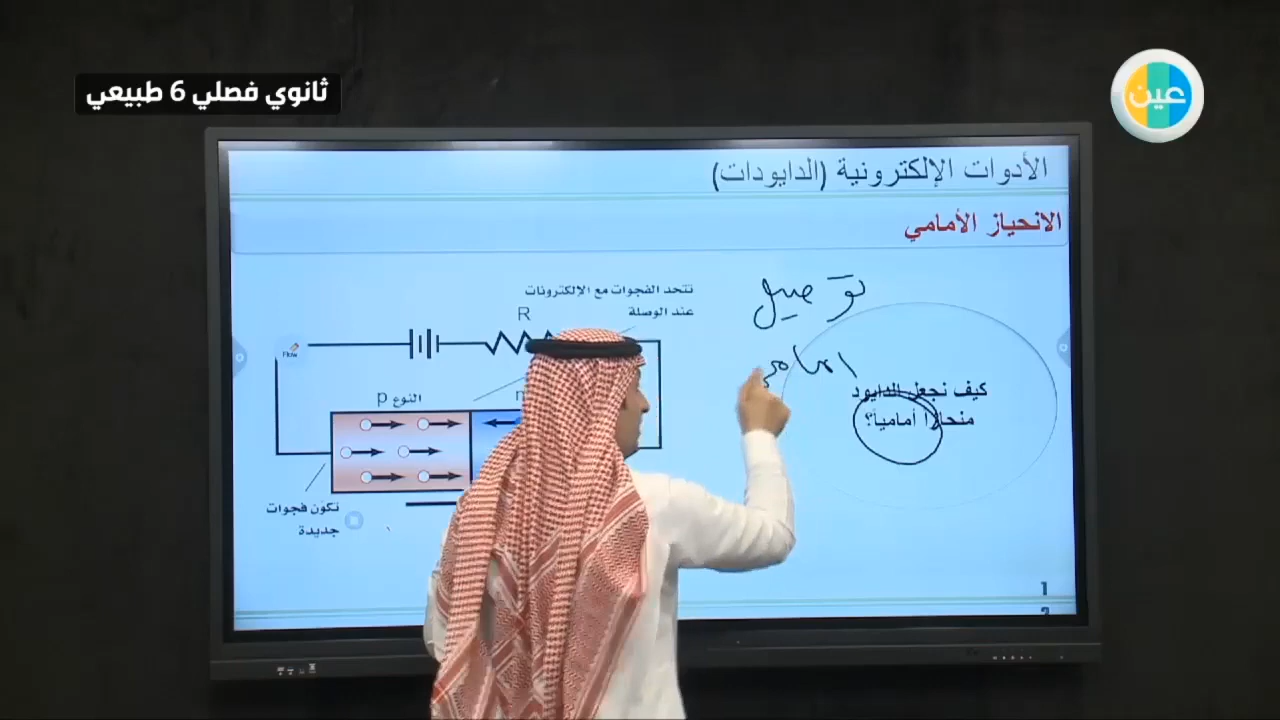 ثانوي فصلي 6 طبيعي
عين
الأدوات الإلكترونية (الدايودات)
الانحياز الأمامي
توصيل
امامي
كيف نجعل الدايود
منحازا أمامياً؟
تتحد الفجوات مع الإلكترونات
عند الوصلة
R
Flow
النوع p
n
تكون فجوات
جديدة
1